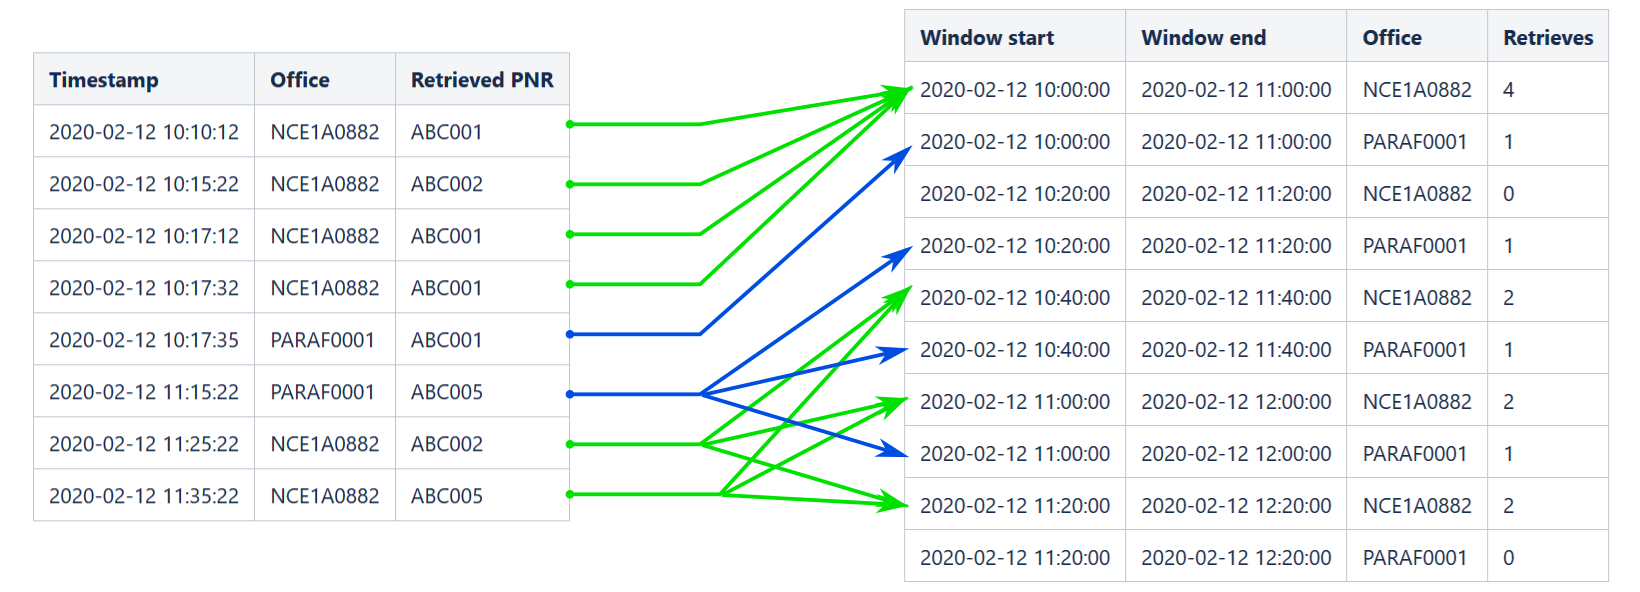 Timestamp Office Retrieved PNR
2020-02-12 10:10:12 NCE1A0882 ABC001
2020-02-12 10:15:22 NCE1A0882 ABC002
2020-02-12 10:17:12 NCE1A0882 ABC001
2020-02-12 10:17:32 NCE1A0882 ABC001
2020-02-12 10:17:35 PARAF0001 ABC001
2020-02-12 11:15:22 PARAF0001 ABC005
2020-02-12 11:25:22 NCE1A0882 ABC002
2020-02-12 11:35:22 NCE1A0882 ABC005
Window start Window end Office Retrieves
2020-02-12 10:00:00 2020-02-12 11:00:00 NCE1A0882 4
2020-02-12 10:00:00 2020-02-12 11:00:00 PARAF0001 1
2020-02-12 10:20:00 2020-02-12 11:20:00 NCE1A0882 0
2020-02-12 10:20:00 2020-02-12 11:20:00 PARAF0001 1
2020-02-12 10:40:00 2020-02-12 11:40:00 NCE1A0882 2
2020-02-12 10:40:00 2020-02-12 11:40:00 PARAF0001 1
2020-02-12 11:00:00 2020-02-12 12:00:00 NCE1A0882 2
2020-02-12 11:00:00 2020-02-12 12:00:00 PARAF0001 1
2020-02-12 11:20:00 2020-02-12 12:20:00 NCE1A0882 2
2020-02-12 11:20:00 2020-02-12 12:20:00 PARAF0001 0